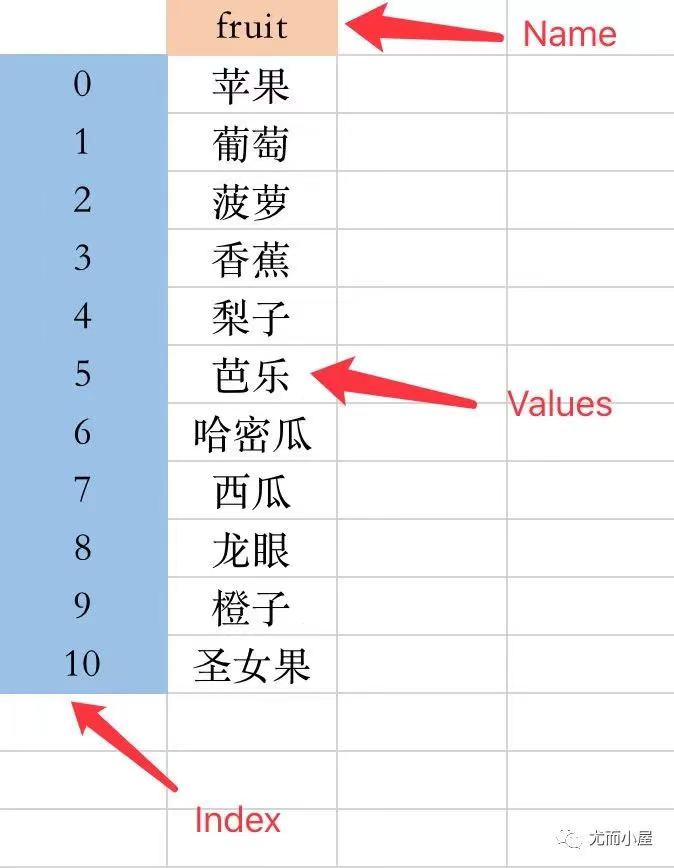 fruit
Name
0 苹果
1 葡萄
2 菠萝
3 香蕉
4 梨子
5 芭乐
Values
6 哈密瓜
7 西瓜
8 龙眼
9 橙子
10 圣女果
Index
尤而小屋